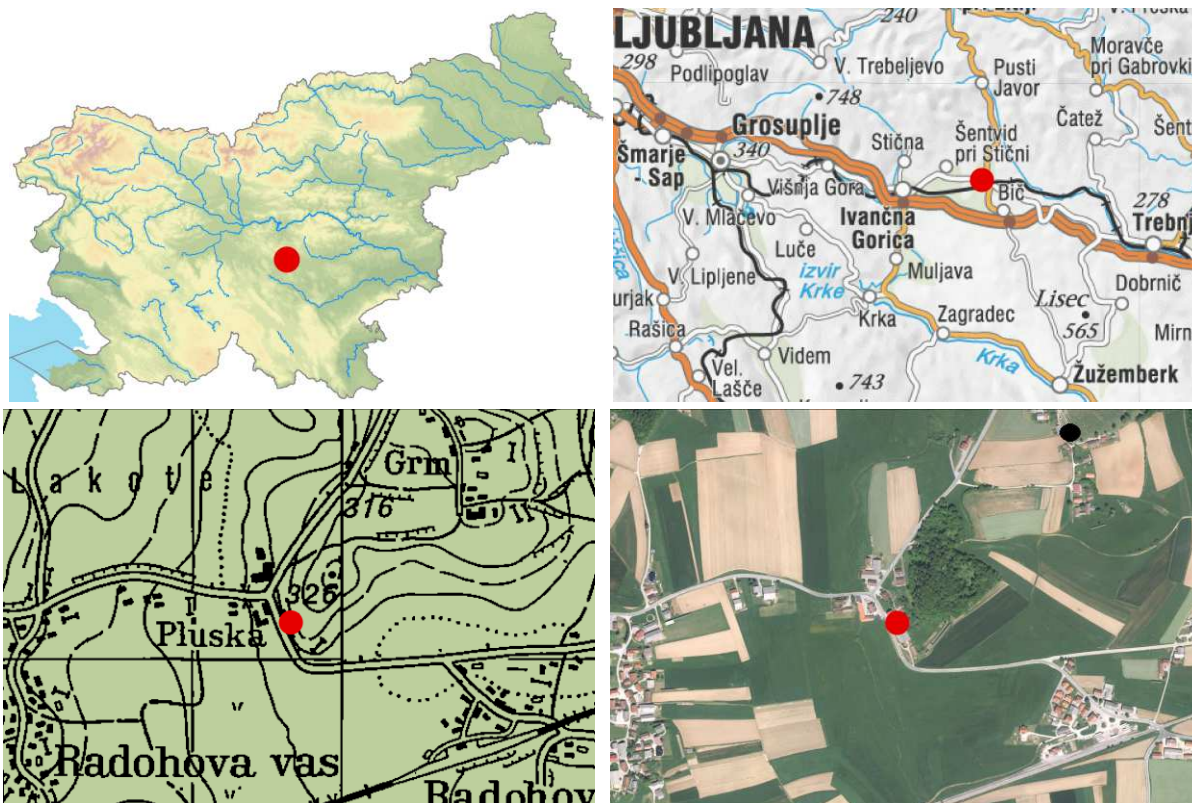 LJUBLJANA
240
298
Podlipoglav
V. Trebeljevo
Pusti
Javor
Moravče
pri Gabrovki
748
Čatež
Grosuplje
Stična
Šentvid
pri Stični
Šent
Šmarje
- Sap
340
Višnja Gora
Bič
278
Trebnj
V. Mlačevo
Ivančna
Gorica
Luče
izvir
Krke
Muljava
Dobrnič
V. Lipljene
urjak
Lisec
565
Mirn
Rašica
Krka
Zagradec
Videm
Krka
Vel.
Lašče
743
Žužemberk
Lakote
Grm
316
326
Pluska
Radohova vas
Radohov